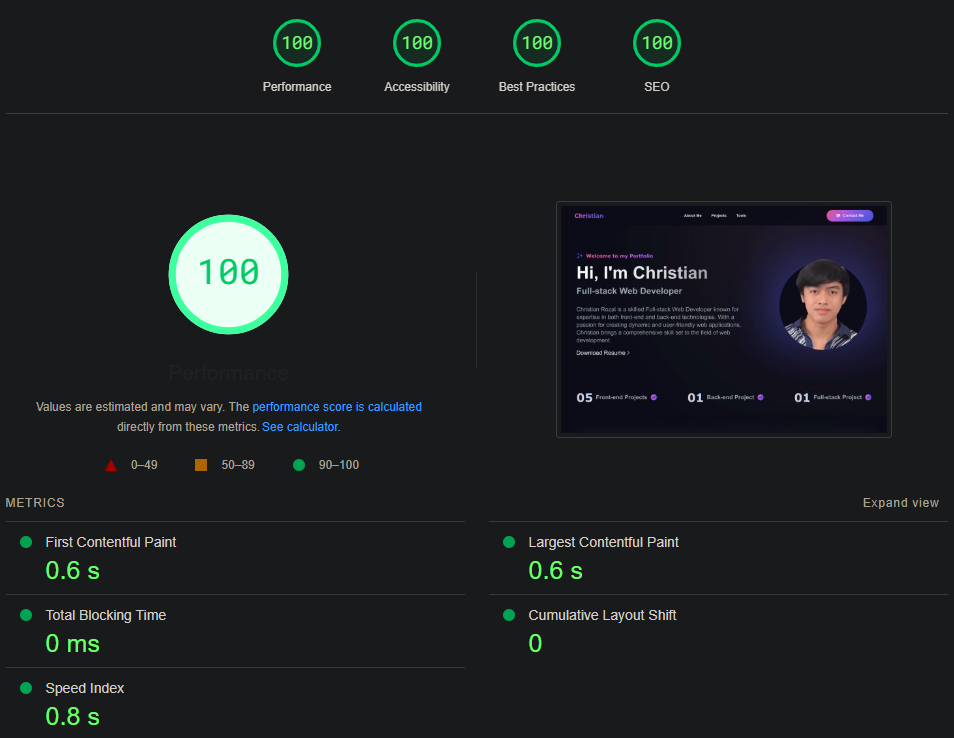 100 100 100 100
Performance Accessibility Best Practices SEO
100
Performance
Values are estimated and may vary. The performance score is calculated
directly from these metrics. See calculator.
0–49 50–89 90–100
Christian
About Me Projects Tools
Contact Me
Welcome to my Portfolio
Hi, I'm Christian
Full-stack Web Developer
Christian Rozal is a skilled Full-stack Web Developer known for
expertise in both front-end and back-end technologies. With a
passion for creating dynamic and user-friendly web applications,
Christian brings a comprehensive skill set to the field of web
development.
Download Resume >
05 Front-end Projects
01 Back-end Project
01 Full-stack Project
METRICS
Expand view
First Contentful Paint
0.6 s
Largest Contentful Paint
0.6 s
Total Blocking Time
0 ms
Cumulative Layout Shift
0
Speed Index
0.8 s